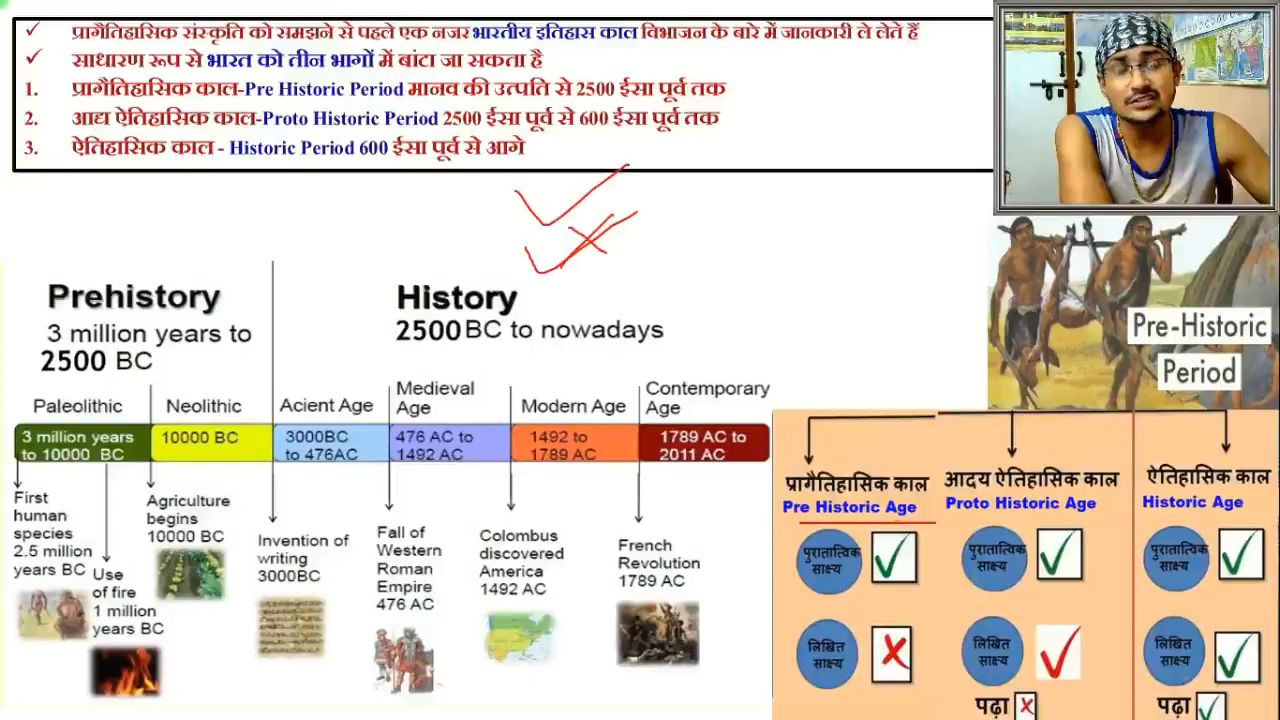 प्रागैतिहासिक संस्कृति को समझने से पहले एक नजर भारतीय इतिहास काल विभाजन के बारे में जानकारी ले लेते हैं
साधारण रूप से भारत को तीन भागों में बांटा जा सकता है
1. प्रागैतिहासिक काल-Pre Historic Period मानव की उत्पति से 2500 ईसा पूर्व तक
2. आद्य ऐतिहासिक काल-Proto Historic Period 2500 ईसा पूर्व से 600 ईसा पूर्व तक
3. ऐतिहासिक काल - Historic Period 600 ईसा पूर्व से आगे
Prehistory
3 million years to
2500 BC
History
2500 BC to nowadays
Paleolithic
Neolithic
Acient Age
Medieval
Age
Modern Age
Contemporary
Age
3 million years
to 10000 BC
10000 BC
3000BC
to 476AC
476 AC to
1492 AC
1492 to
1789 AC
1789 AC to
2011 AC
First
human
species
2.5 million
years BC
Use
of fire
1 million
years BC
Agriculture
begins
10000 BC
Invention of
writing
3000BC
Fall of
Western
Roman
Empire
476 AC
Colombus
discovered
America
1492 AC
French
Revolution
1789 AC
Pre-Historic
Period
प्रागैतिहासिक काल
Pre Historic Age
पुरातात्विक
साक्ष्य
लिखित
साक्ष्य
आदय ऐतिहासिक काल
Proto Historic Age
पुरातात्विक
साक्ष्य
लिखित
साक्ष्य
पढ़ा
ऐतिहासिक काल
Historic Age
पुरातात्विक
साक्ष्य
लिखित
साक्ष्य
पढ़ा